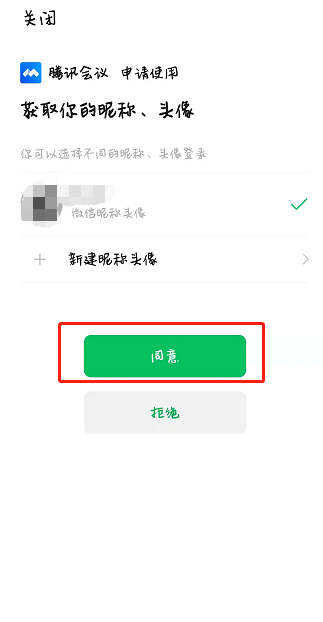 关闭
腾讯会议 申请使用
获取你的昵称、头像
你可以选择不同的昵称、头像登录
微信昵称头像
新建昵称头像
同意
拒绝